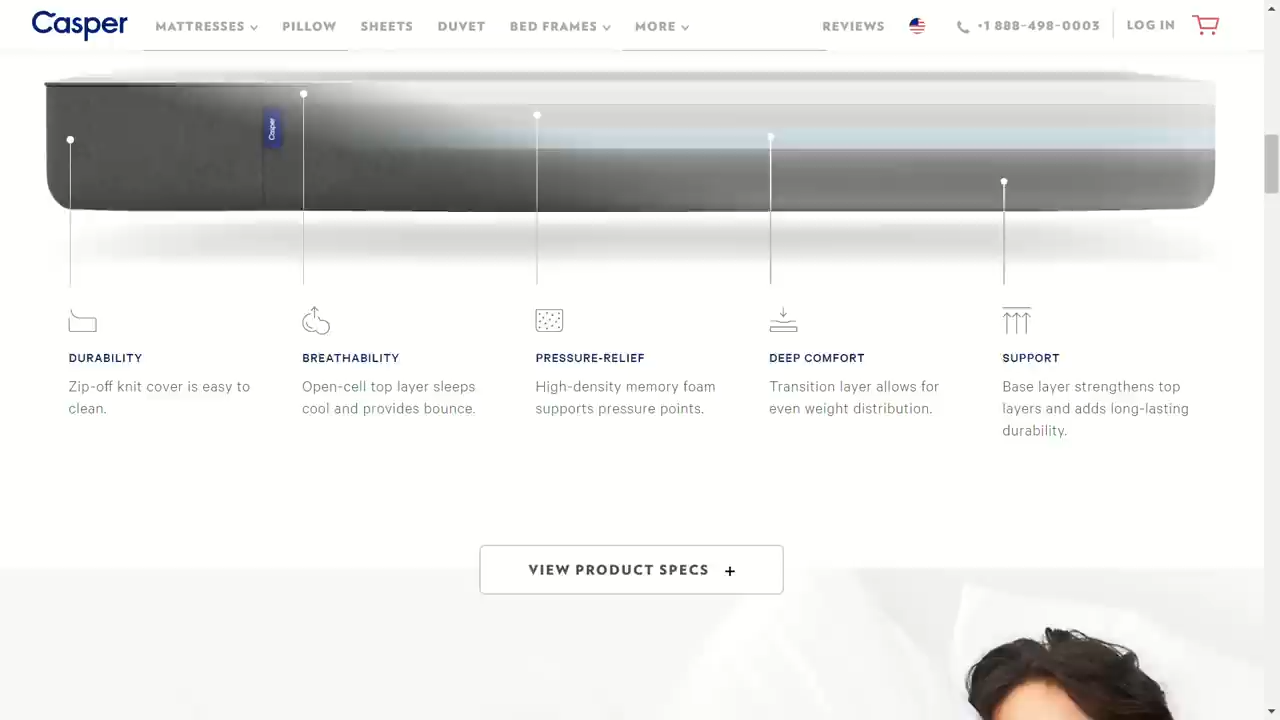 Casper
MATTRESSES
PILLOW
SHEETS
DUVET
BED FRAMES
MORE
REVIEWS
+1 888-498-0003
LOG IN
Casper
DURABILITY
Zip-off knit cover is easy to
clean.
BREATHABILITY
Open-cell top layer sleeps
cool and provides bounce.
PRESSURE-RELIEF
High-density memory foam
supports pressure points.
DEEP COMFORT
Transition layer allows for
even weight distribution.
SUPPORT
Base layer strengthens top
layers and adds long-lasting
durability.
VIEW PRODUCT SPECS +